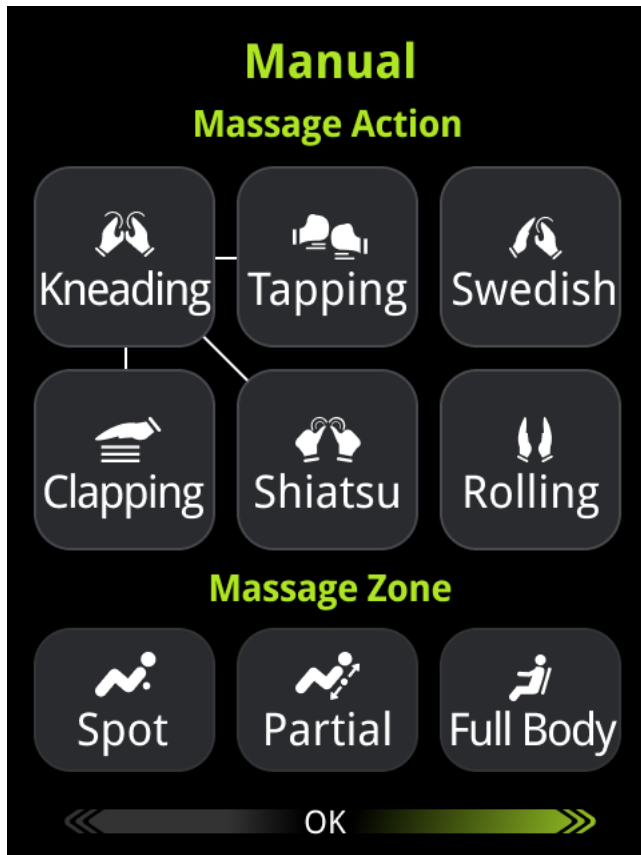 Manual
Massage Action
Kneading Tapping Swedish
Clapping Shiatsu Rolling
Massage Zone
Spot Partial Full Body
OK